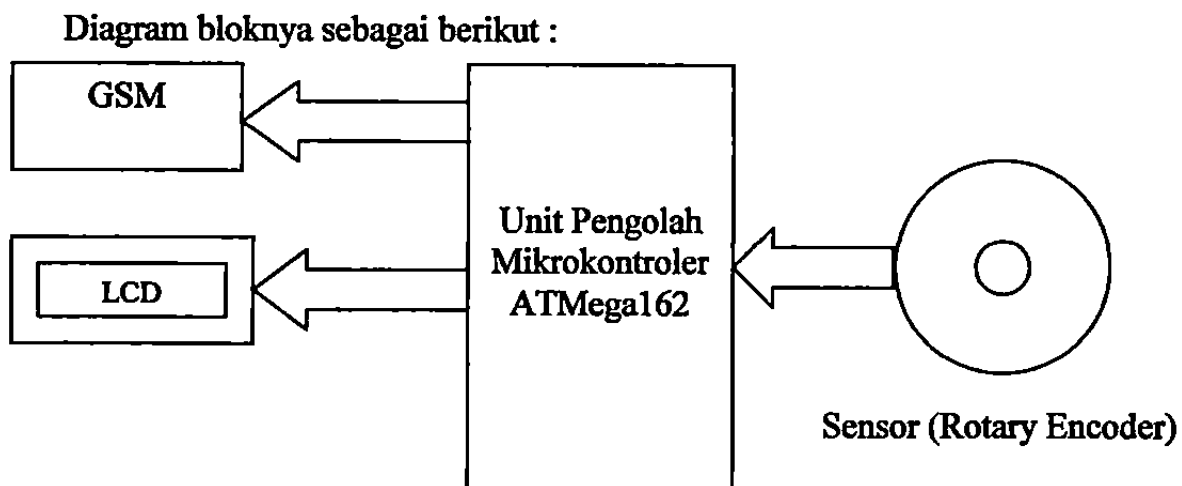 Diagram bloknya sebagai berikut :
GSM
LCD
Unit Pengolah
Mikrokontroler
ATMega162
Sensor (Rotary Encoder)